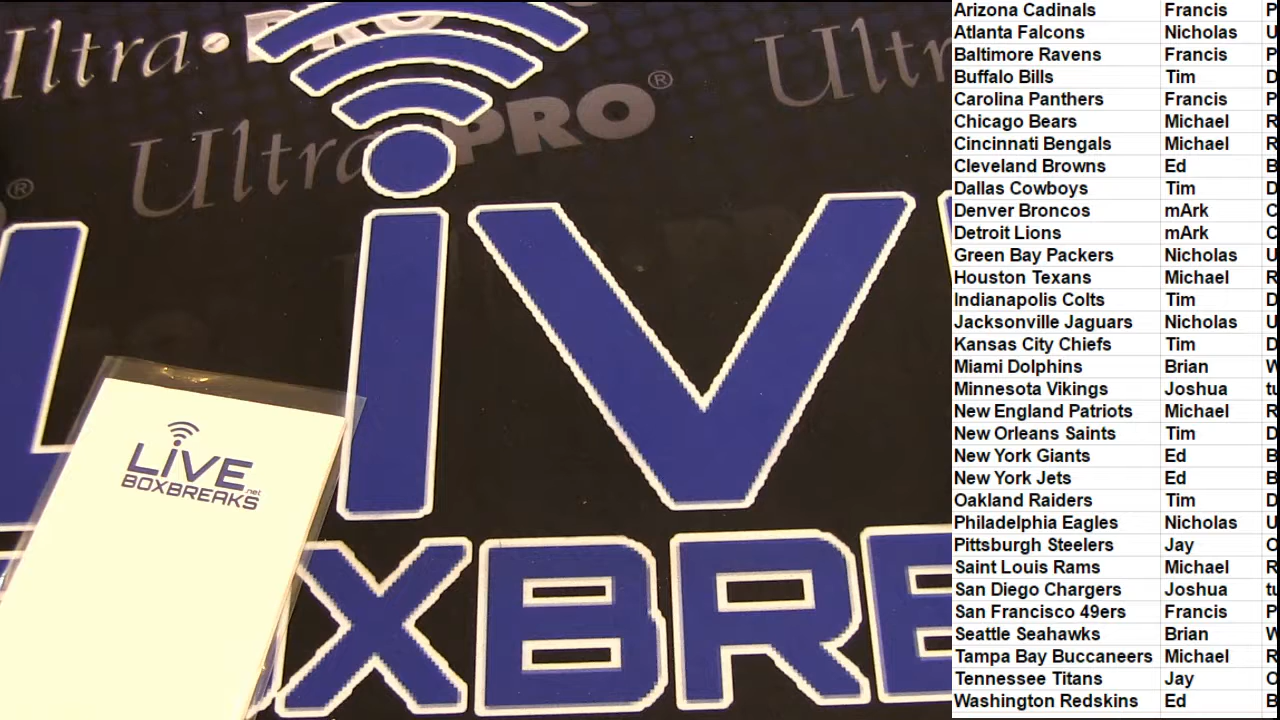 Ultra•PRO
Ultra PRO®
Ultr
®
LiVE
BOXBREAKS
.net
L iV
XBRE
Arizona Cadinals Francis P
Atlanta Falcons Nicholas U
Baltimore Ravens Francis P
Buffalo Bills Tim D
Carolina Panthers Francis P
Chicago Bears Michael R
Cincinnati Bengals Michael R
Cleveland Browns Ed B
Dallas Cowboys Tim D
Denver Broncos mArk C
Detroit Lions mArk C
Green Bay Packers Nicholas U
Houston Texans Michael R
Indianapolis Colts Tim D
Jacksonville Jaguars Nicholas U
Kansas City Chiefs Tim D
Miami Dolphins Brian W
Minnesota Vikings Joshua tu
New England Patriots Michael R
New Orleans Saints Tim D
New York Giants Ed B
New York Jets Ed B
Oakland Raiders Tim D
Philadelphia Eagles Nicholas U
Pittsburgh Steelers Jay C
Saint Louis Rams Michael R
San Diego Chargers Joshua tu
San Francisco 49ers Francis P
Seattle Seahawks Brian W
Tampa Bay Buccaneers Michael R
Tennessee Titans Jay C
Washington Redskins Ed B